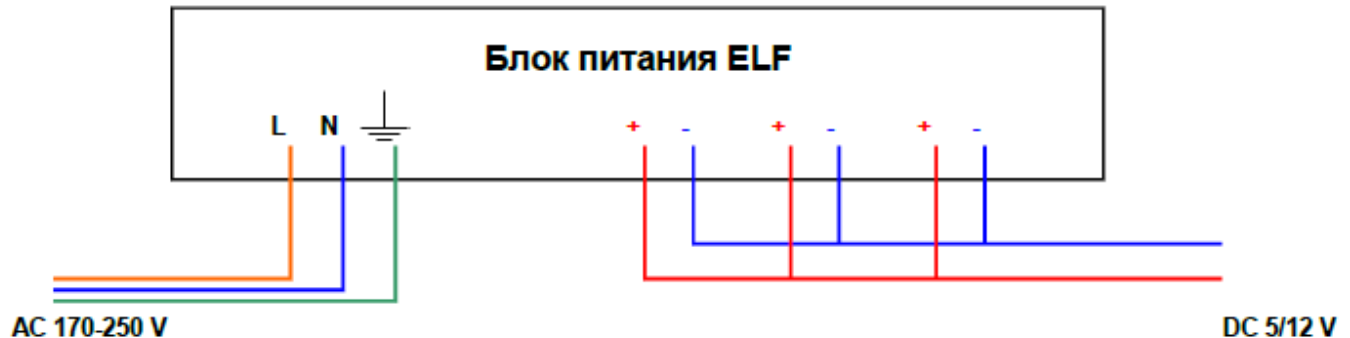 Блок питания ELF
L N + - + - + -
AC 170-250 V
DC 5/12 V